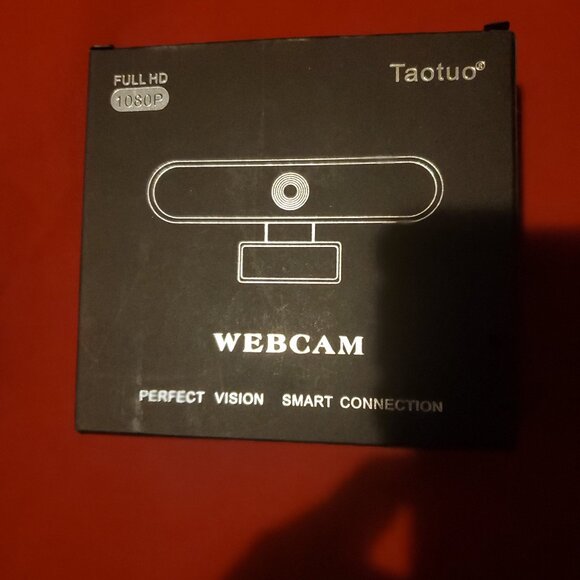 FULL HD
1080P
Taotuo®
WEBCAM
PERFECT VISION SMART CONNECTION